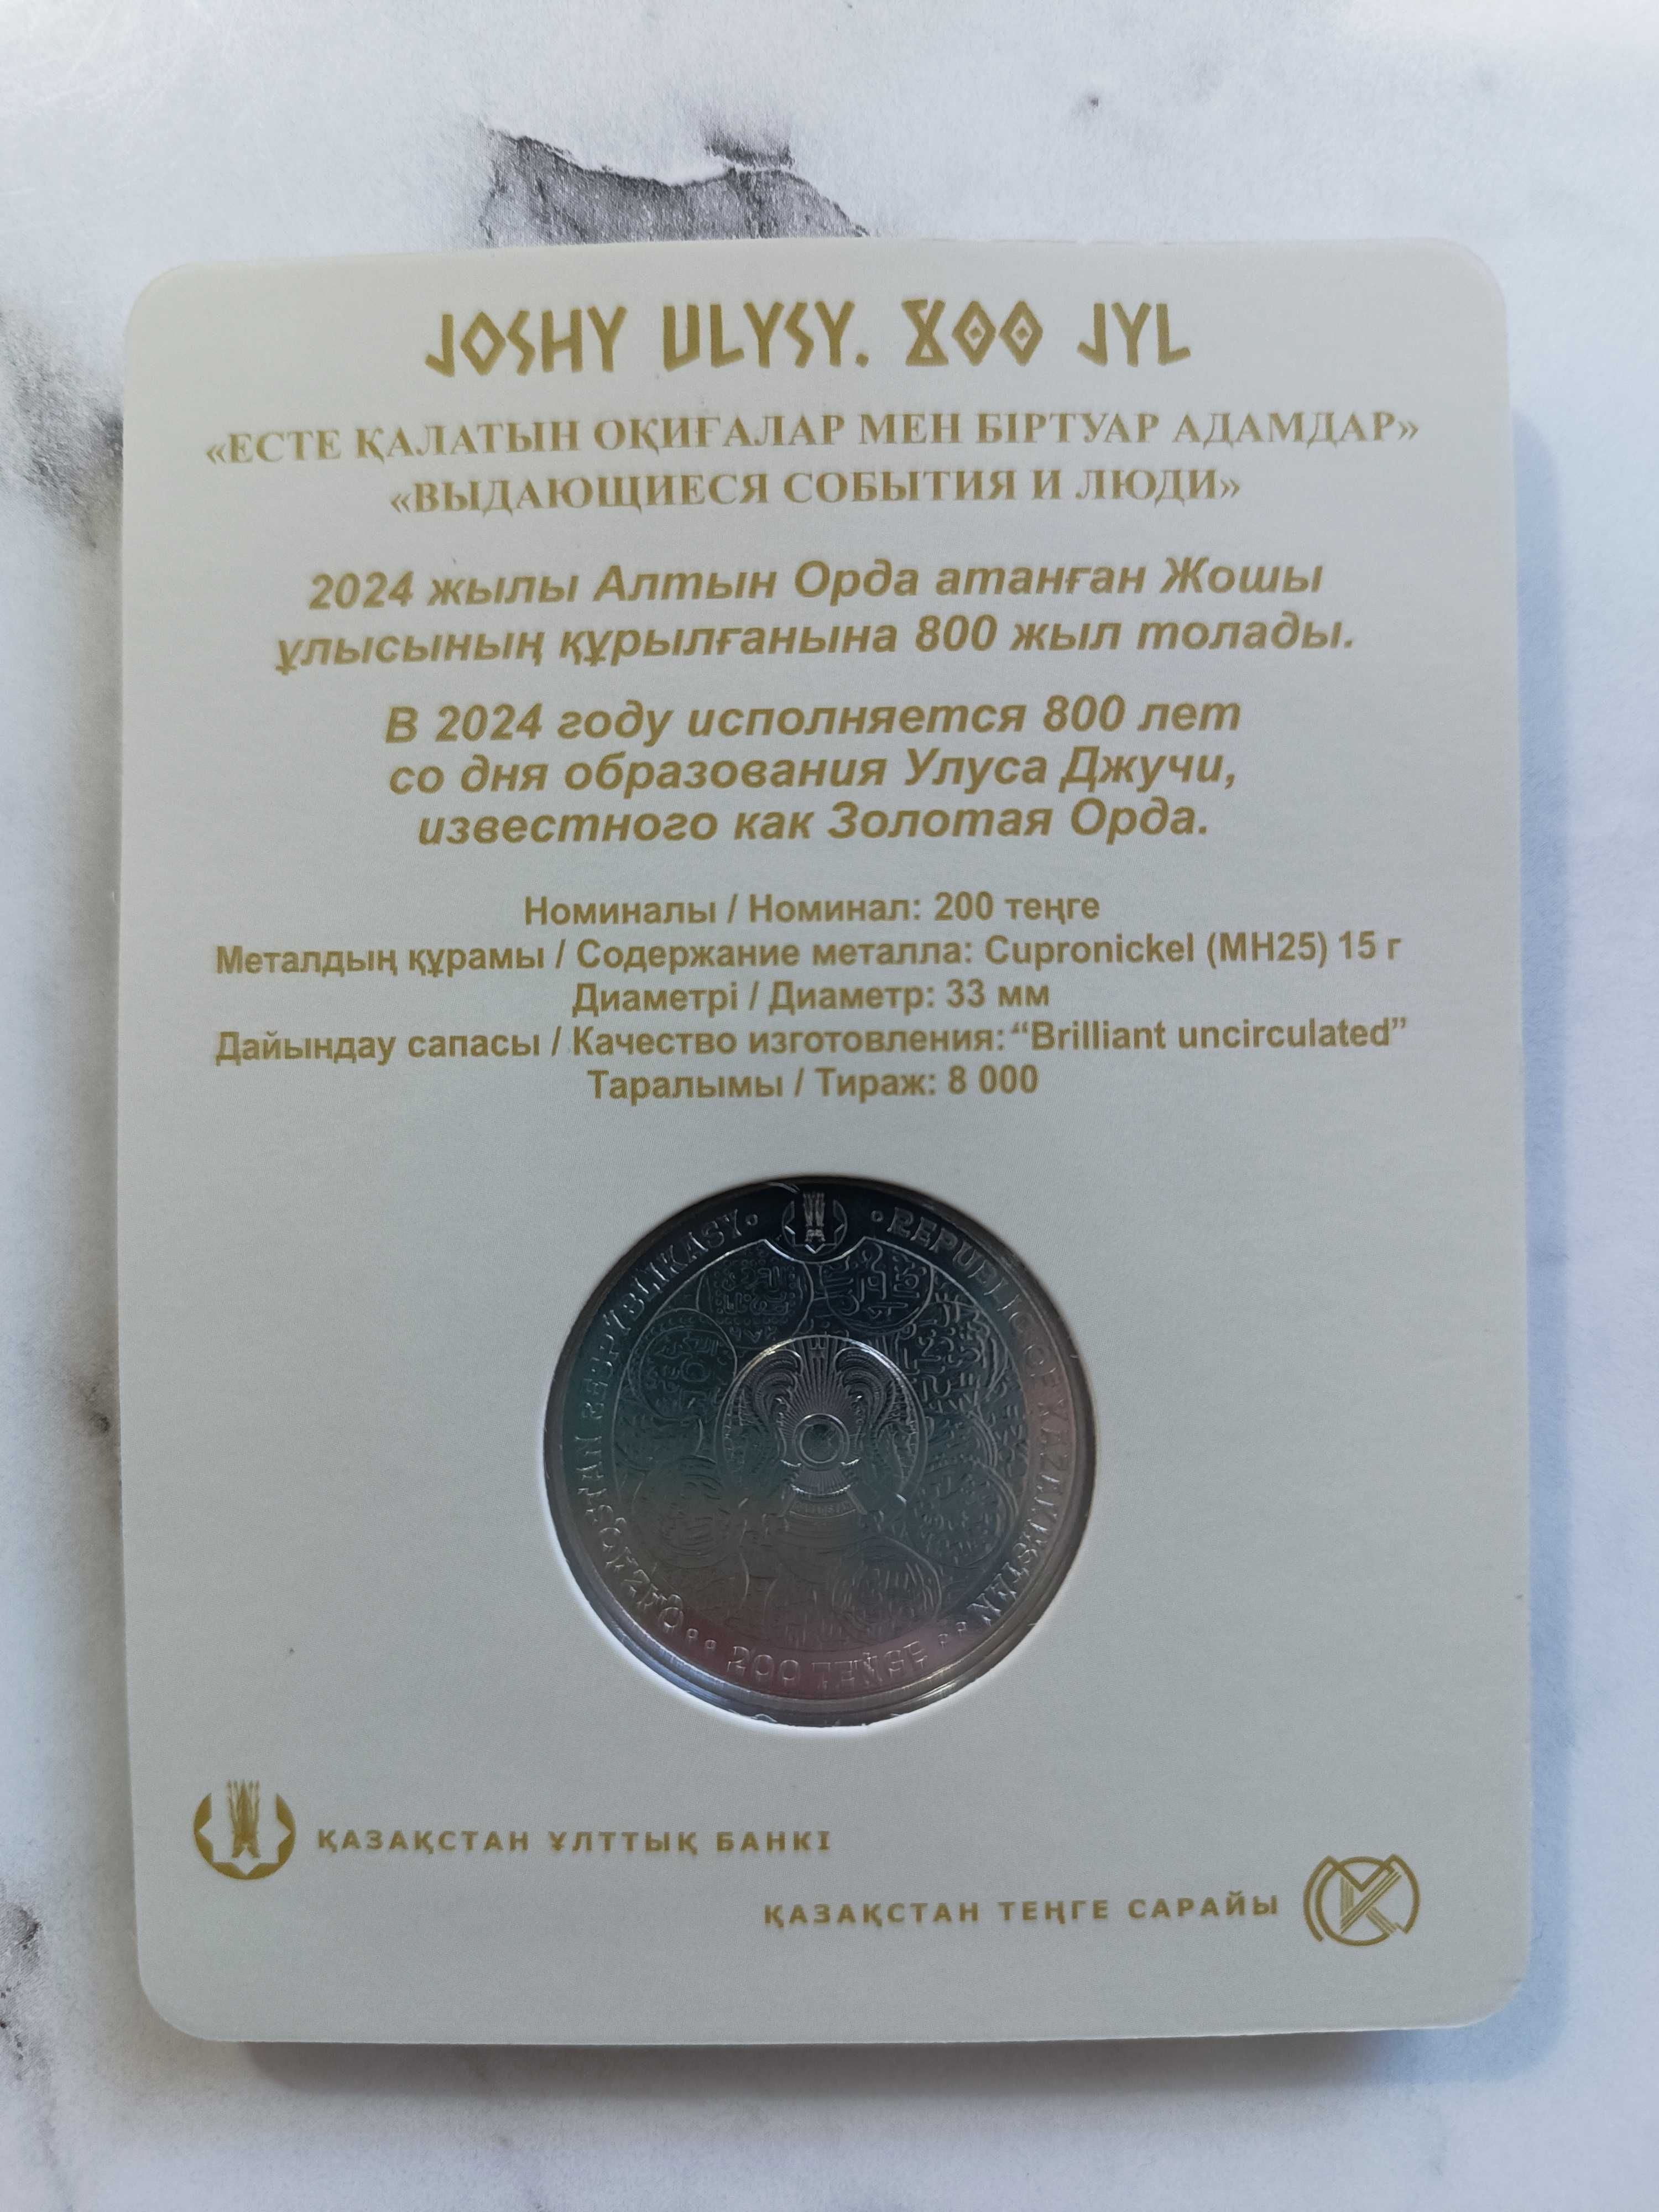 JOSHY ULYSY. 800 JYL
«ЕСТЕ ҚАЛАТЫН ОҚИҒАЛАР МЕН БІРТУАР АДАМДАР»
«ВЫДАЮЩИЕСЯ СОБЫТИЯ И ЛЮДИ»
2024 жылы Алтын Орда атанған Жошы
ұлысының құрылғанына 800 жыл толады.
В 2024 году исполняется 800 лет
со дня образования Улуса Джучи,
известного как Золотая Орда.
Номиналы / Номинал: 200 теңге
Металдың құрамы / Содержание металла: Cupronickel (МН25) 15 г
Диаметрі / Диаметр: 33 мм
Дайындау сапасы / Качество изготовления: “Brilliant uncirculated”
Таралымы / Тираж: 8 000
REPUBLIC OF KAZAKHSTAN
200 TEŃGE
ҚАЗАҚСТАН ҰЛТТЫҚ БАНКІ
ҚАЗАҚСТАН ТЕҢГЕ САРАЙЫ